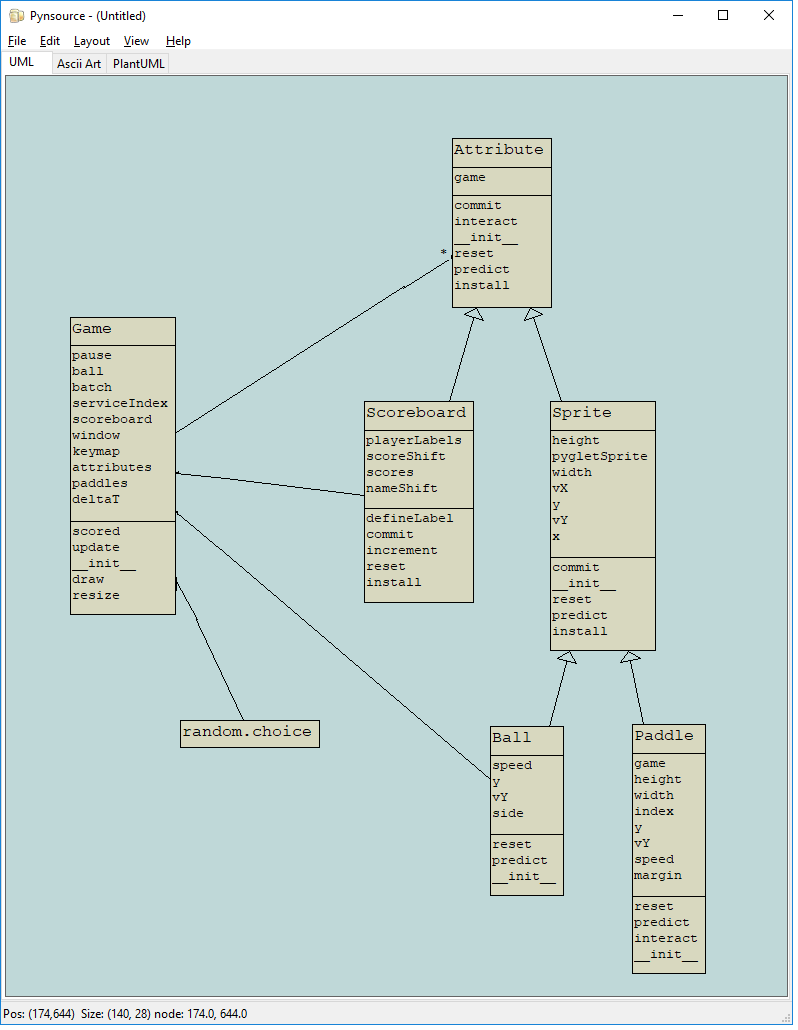 Pynsource - (Untitled)
File Edit Layout View Help
UML Ascii Art PlantUML
Attribute
game
commit
interact
__init__
* reset
predict
install
Game
pause
ball
batch
serviceIndex
scoreboard
window
keymap
attributes
paddles
deltaT
scored
update
__init__
draw
resize
Scoreboard
playerLabels
scoreShift
scores
nameShift
defineLabel
commit
increment
reset
install
Sprite
height
pygletSprite
width
vX
y
vY
x
commit
__init__
reset
predict
install
random.choice
Ball
speed
y
vY
side
reset
predict
__init__
Paddle
game
height
width
index
y
vY
speed
margin
reset
predict
interact
__init__
Pos: (174,644) Size: (140, 28) node: 174.0, 644.0